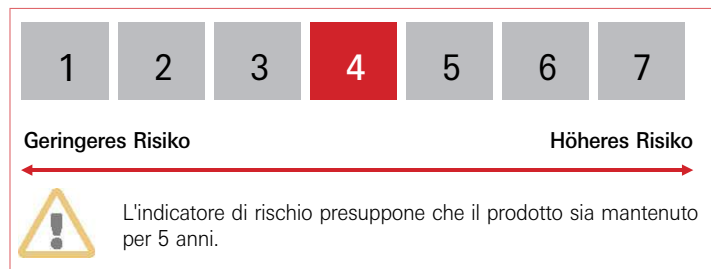 1 2 3 4 5 6 7
Geringeres Risiko Höheres Risiko
L'indicatore di rischio presuppone che il prodotto sia mantenuto
per 5 anni.